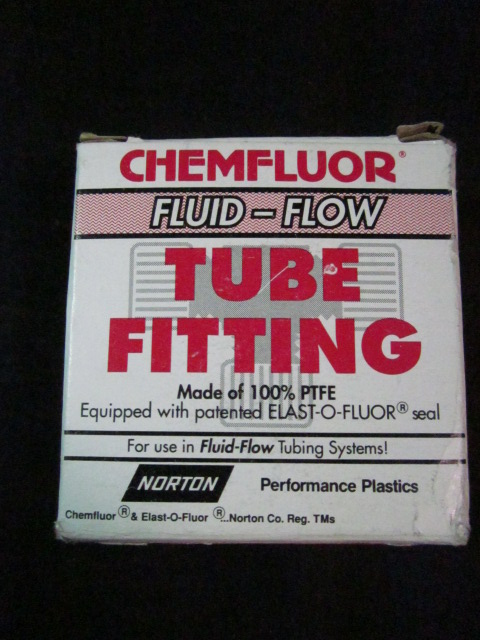 CHEMFLUOR®
FLUID – FLOW
TUBE
FITTING
Made of 100% PTFE
Equipped with patented ELAST-O-FLUOR® seal
For use in Fluid-Flow Tubing Systems!
NORTON Performance Plastics
Chemfluor ® & Elast-O-Fluor ®...Norton Co. Reg. TMs